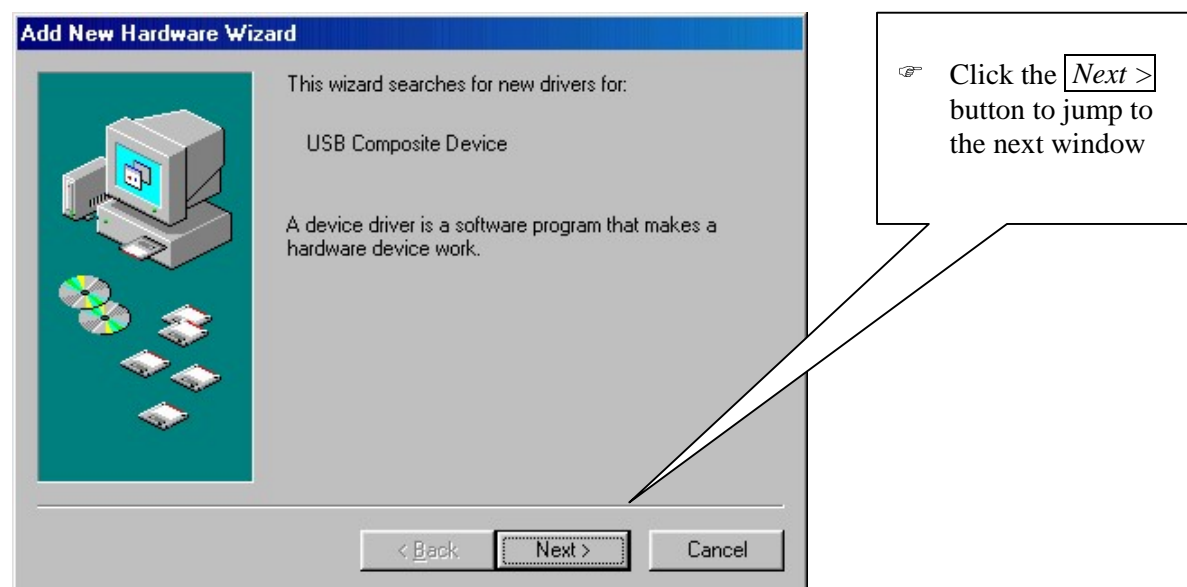 Add New Hardware Wizard
This wizard searches for new drivers for:
USB Composite Device
A device driver is a software program that makes a
hardware device work.
< Back
Next >
Cancel
☞ Click the Next >
button to jump to
the next window